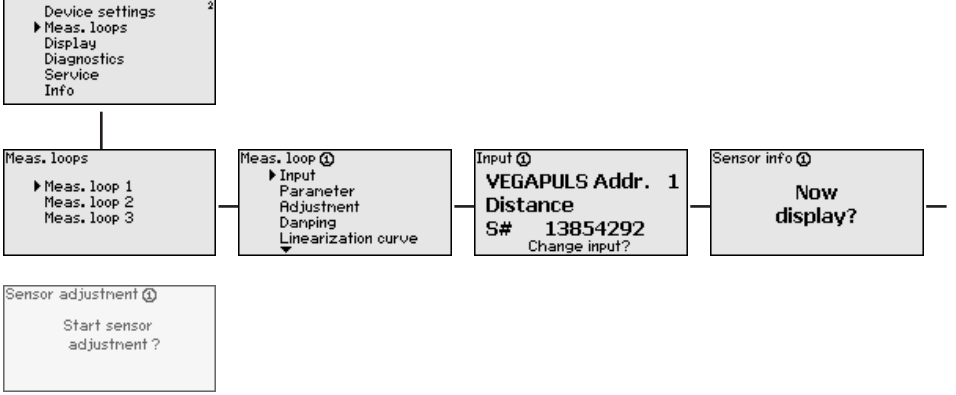 Device settings 2
Meas. loops
Display
Diagnostics
Service
Info
Meas. loops
Meas. loop 1
Meas. loop 2
Meas. loop 3
Meas. loop ①
Input
Parameter
Adjustment
Damping
Linearization curve
Input ①
VEGAPULS Addr. 1
Distance
S# 13854292
Change input?
Sensor info ①
Now
display?
Sensor adjustment ①
Start sensor
adjustment ?